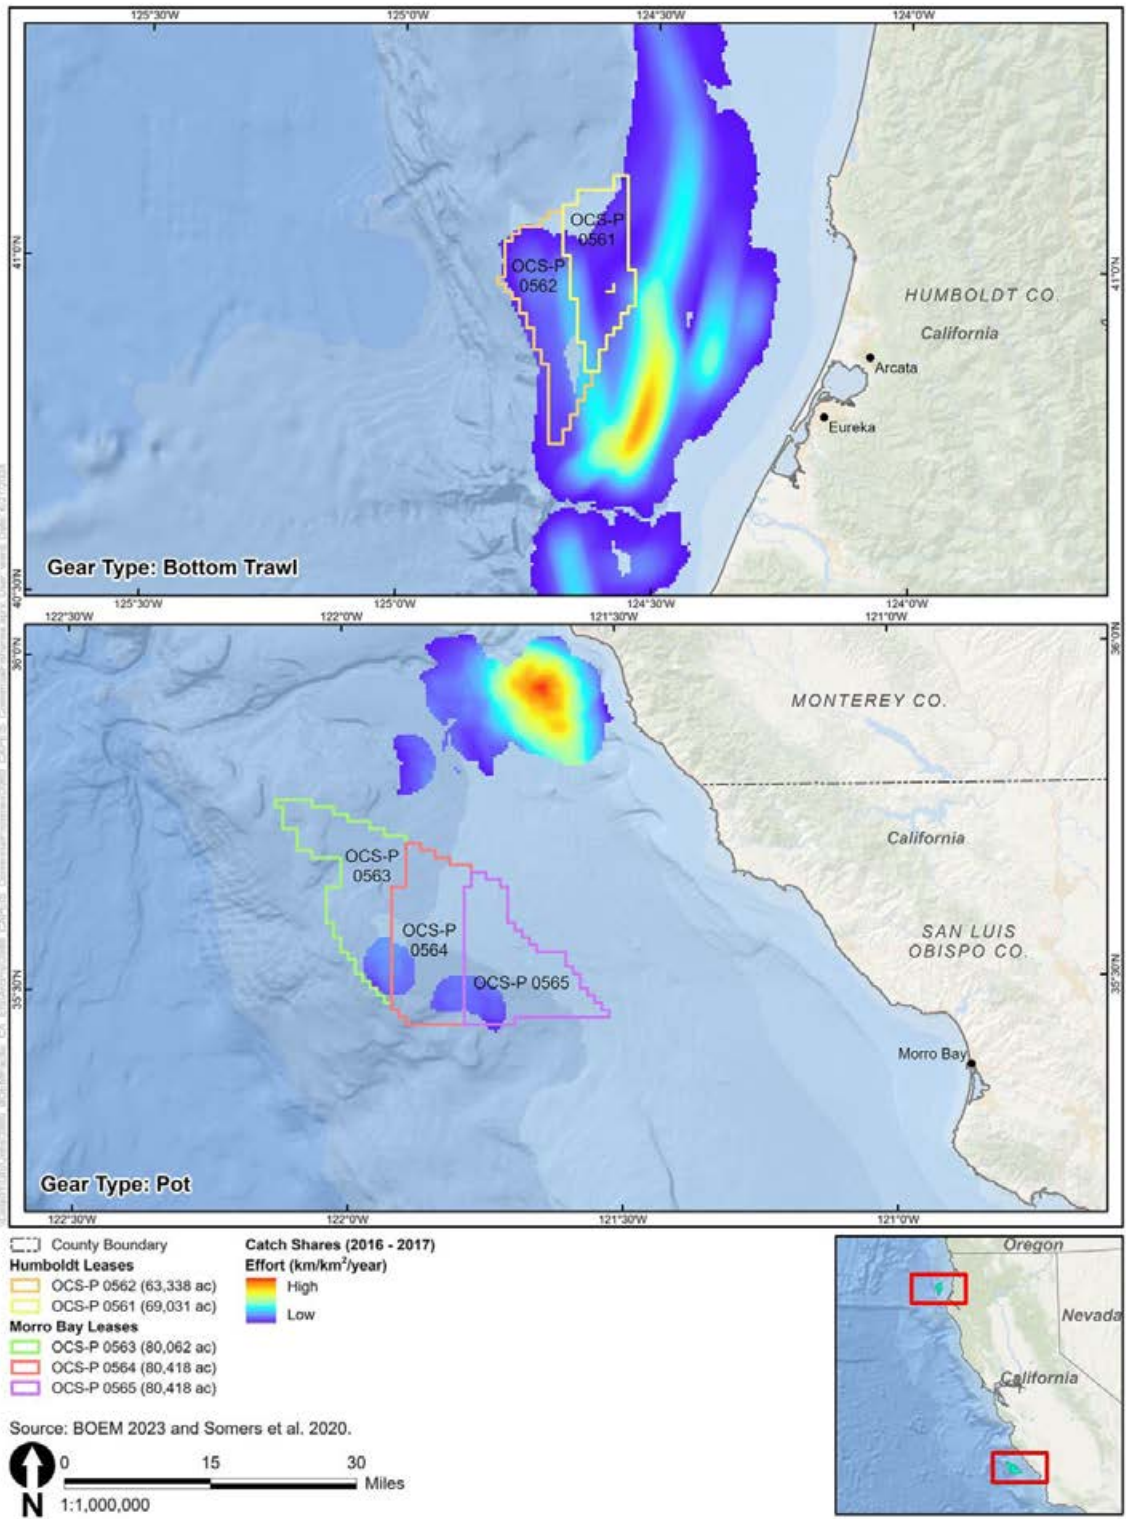 125°30'W 125°0'W 124°30'W 124°0'W
41°0'N
41°0'N
OCS-P
0561
OCS-P
0562
HUMBOLDT CO.
California
Arcata
Eureka
Gear Type: Bottom Trawl
40°30'N
125°30'W 125°0'W 124°30'W 124°0'W
122°30'W 122°0'W 121°30'W 121°0'W
36°0'N
36°0'N
MONTEREY CO.
California
OCS-P
0563
OCS-P
0564
SAN LUIS
OBISPO CO.
OCS-P 0565
35°30'N
35°30'N
Morro Bay
Gear Type: Pot
122°30'W 122°0'W 121°30'W 121°0'W
County Boundary
Humboldt Leases
OCS-P 0562 (63,338 ac)
OCS-P 0561 (69,031 ac)
Morro Bay Leases
OCS-P 0563 (80,062 ac)
OCS-P 0564 (80,418 ac)
OCS-P 0565 (80,418 ac)
Catch Shares (2016 - 2017)
Effort (km/km²/year)
High
Low
Source: BOEM 2023 and Somers et al. 2020.
N
0 15 30
Miles
1:1,000,000
Oregon
Nevada
California